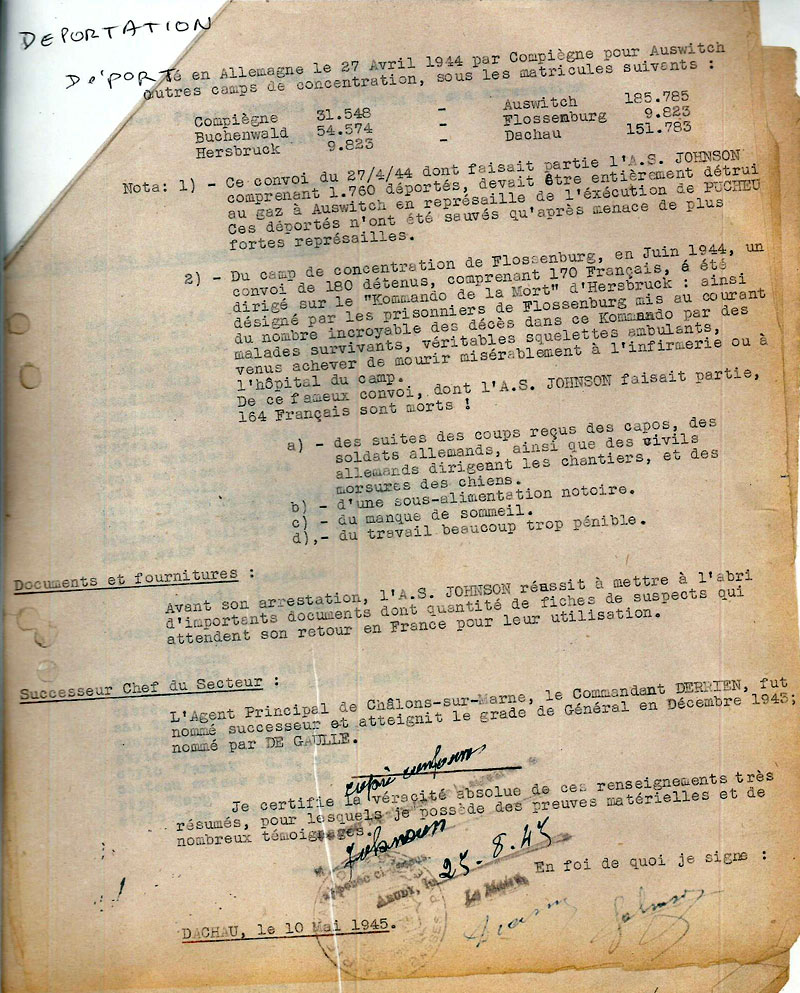 DEPORTATION
DÉPORTé en Allemagne le 27 Avril 1944 par Compiègne pour Auswitch
outres camps de concentration, sous les matricules suivants :
Compiègne 31.548 - Auswitch 185.785
Buchenwald 54.574 - Flossenburg 9.823
Hersbruck 9.823 - Dachau 151.783
Nota: 1) - Ce convoi du 27/4/44 dont faisait partie l'A.S. JOHNSON
comprenant 1.760 déportés, devait être entièrement détrui
au gaz à Auswitch en représaille de l'éxécution de PUCHEU
Ces déportés n'ont été sauvés qu'après menace de plus
fortes représailles.
2) - Du camp de concentration de Flossenburg, en Juin 1944, un
convoi de 180 détenus, comprenant 170 Français, á été
dirigé sur le "Kommando de la Mort" d'Hersbruck : ainsi
désigné par les prisonniers de Flossenburg mis au courant
du nombre incroyable des décès dans ce Kommando par des
malades survivants, véritables squelettes ambulants,
venus achever de mourir misérablement à l'infirmerie ou à
l'hôpital du camp.
De ce fameux convoi, dont l'A.S. JOHNSON faisait partie,
164 Français sont morts !
a) - des suites des coups reçus des capos, des
soldats allemands, ainsi que des civils
allemands dirigeant les chantiers, et des
morsures des chiens.
b) - d'une sous-alimentation notoire.
c) - du manque de sommeil.
d),- du travail beaucoup trop pénible.
Documents et fournitures :
Avant son arrestation, l'A.S. JOHNSON réussit à mettre à l'abri
d'importants documents dont quantité de fiches de suspects qui
attendent son retour en France pour leur utilisation.
Successeur Chef du Secteur :
L'Agent Principal de Châlons-sur-Marne, le Commandant DERRIEN, fut
nommé successeur et atteignit le grade de Général en Décembre 1943;
nommé par DE GAULLE.
Je certifie la véracité absolue de ces renseignements très
résumés, pour lesquels je possède des preuves matérielles et de
nombreux témoignages.
Johnson
25-8-45
ci-dessus.
ARUDY, le
Le Maire,
En foi de quoi je signe :
Johnson
DACHAU, le 10 Mai 1945.